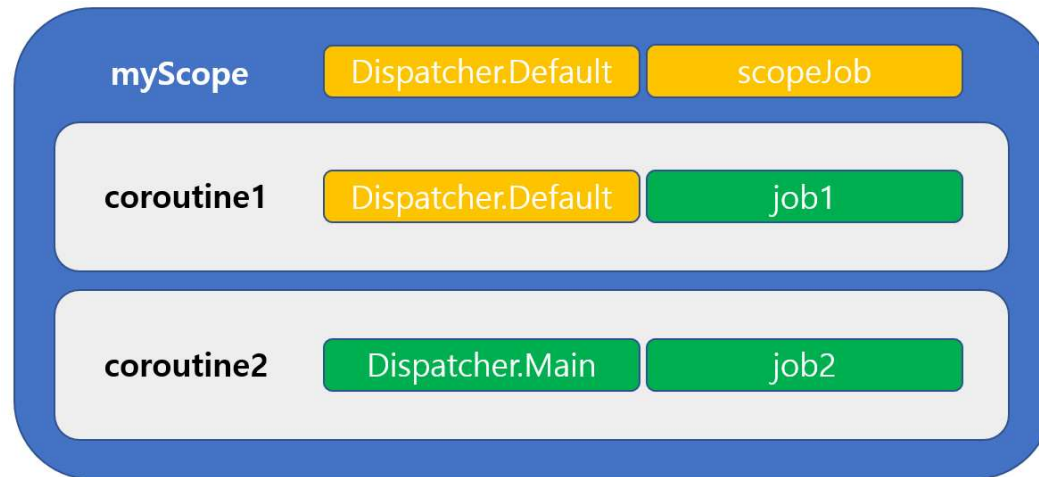 myScope Dispatcher.Default scopeJob
coroutine1 Dispatcher.Default job1
coroutine2 Dispatcher.Main job2